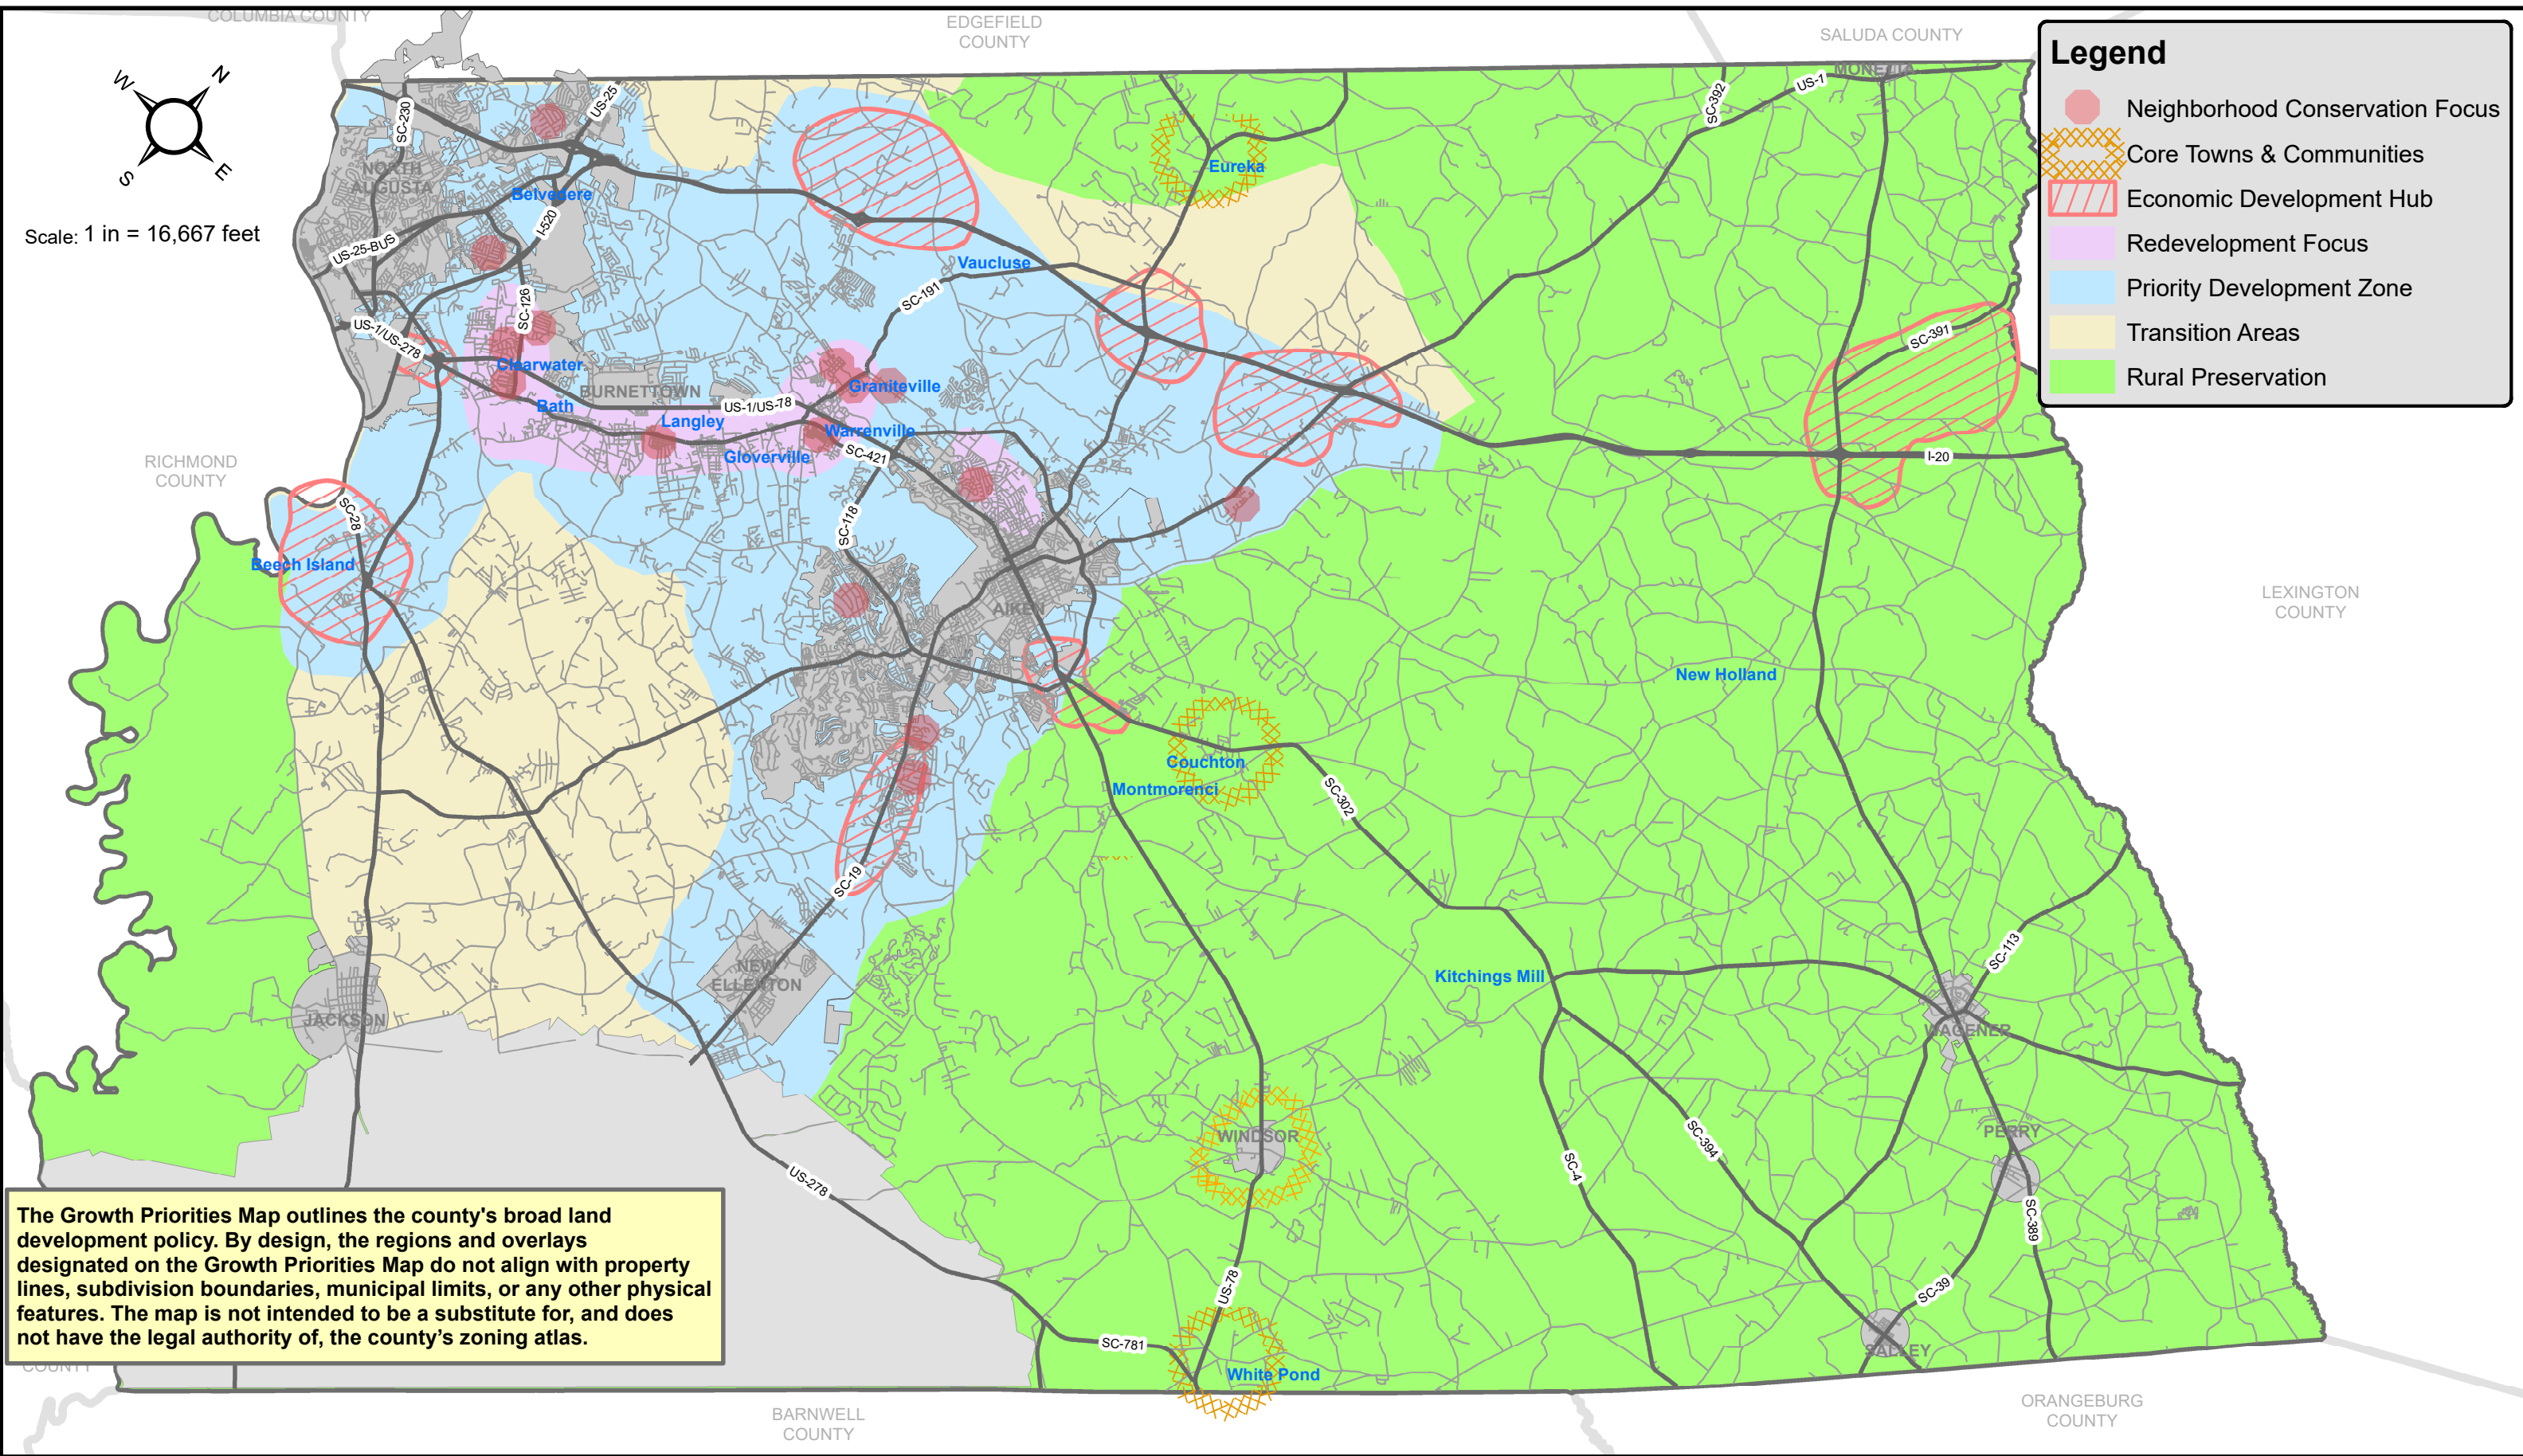 COLUMBIA COUNTY
EDGEFIELD
COUNTY
SALUDA COUNTY
W
N
S
E
Scale: 1 in = 16,667 feet
Legend
Neighborhood Conservation Focus
Core Towns & Communities
Economic Development Hub
Redevelopment Focus
Priority Development Zone
Transition Areas
Rural Preservation
US-25
SC-230
SC-392
US-1
NORTH
AUGUSTA
Belvedere
Eureka
I-520
US-25-BUS
Vaucluse
SC-191
SC-126
US-1/US-278
SC-391
Clearwater
BURNETTOWN
Graniteville
Bath
US-1/US-78
Langley
Warrenville
Gloverville
SC-421
I-20
RICHMOND
COUNTY
SC-28
SC-118
Beech Island
AIKEN
LEXINGTON
COUNTY
New Holland
Couchton
Montmorenci
SC-302
SC-19
NEW
ELLENTON
Kitchings Mill
SC-113
JACKSON
WAGENER
WINDSOR
PERRY
SC-394
SC-4
US-278
SC-389
US-78
SC-39
SC-781
SALLEY
White Pond
The Growth Priorities Map outlines the county's broad land
development policy. By design, the regions and overlays
designated on the Growth Priorities Map do not align with property
lines, subdivision boundaries, municipal limits, or any other physical
features. The map is not intended to be a substitute for, and does
not have the legal authority of, the county’s zoning atlas.
COUNTY
BARNWELL
COUNTY
ORANGEBURG
COUNTY